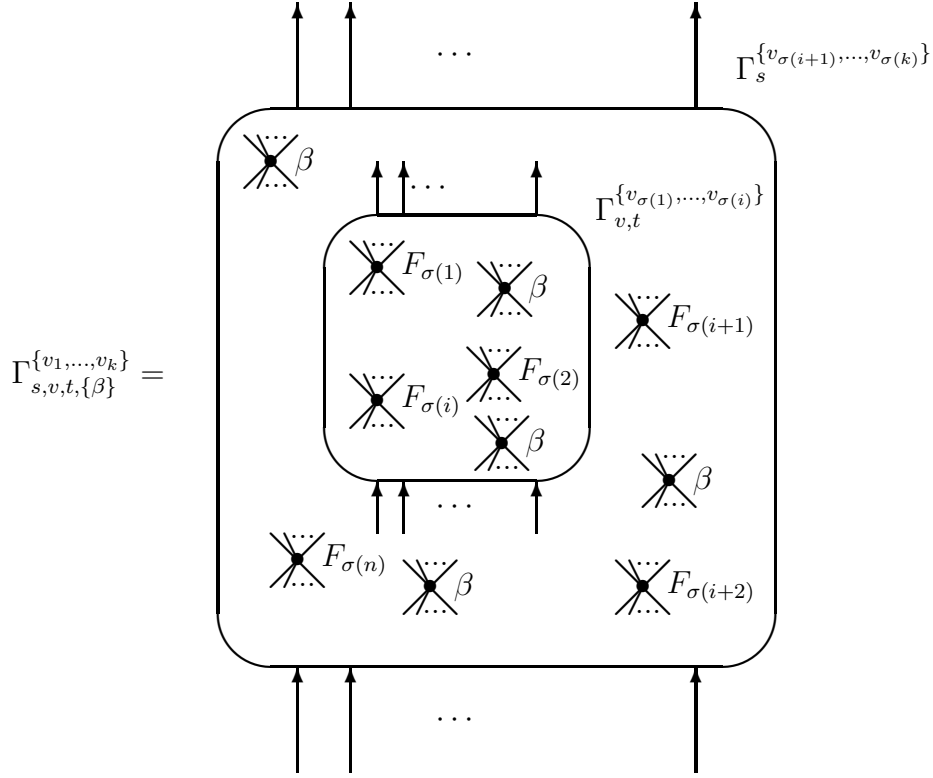 ...
Γ_s^{\{v_{σ(i+1)},...,v_{σ(k)}\}}
... β ...
...
... Γ_{v,t}^{\{v_{σ(1)},...,v_{σ(i)}\}}
... F_{σ(1)} ...
... β ...
... F_{σ(i+1)} ...
Γ_{s,v,t,\{β\}}^{\{v_1,...,v_k\}} =
... F_{σ(2)} ...
... F_{σ(i)} ...
... β ...
... β ...
...
... F_{σ(n)} ...
... β ...
... F_{σ(i+2)} ...
...